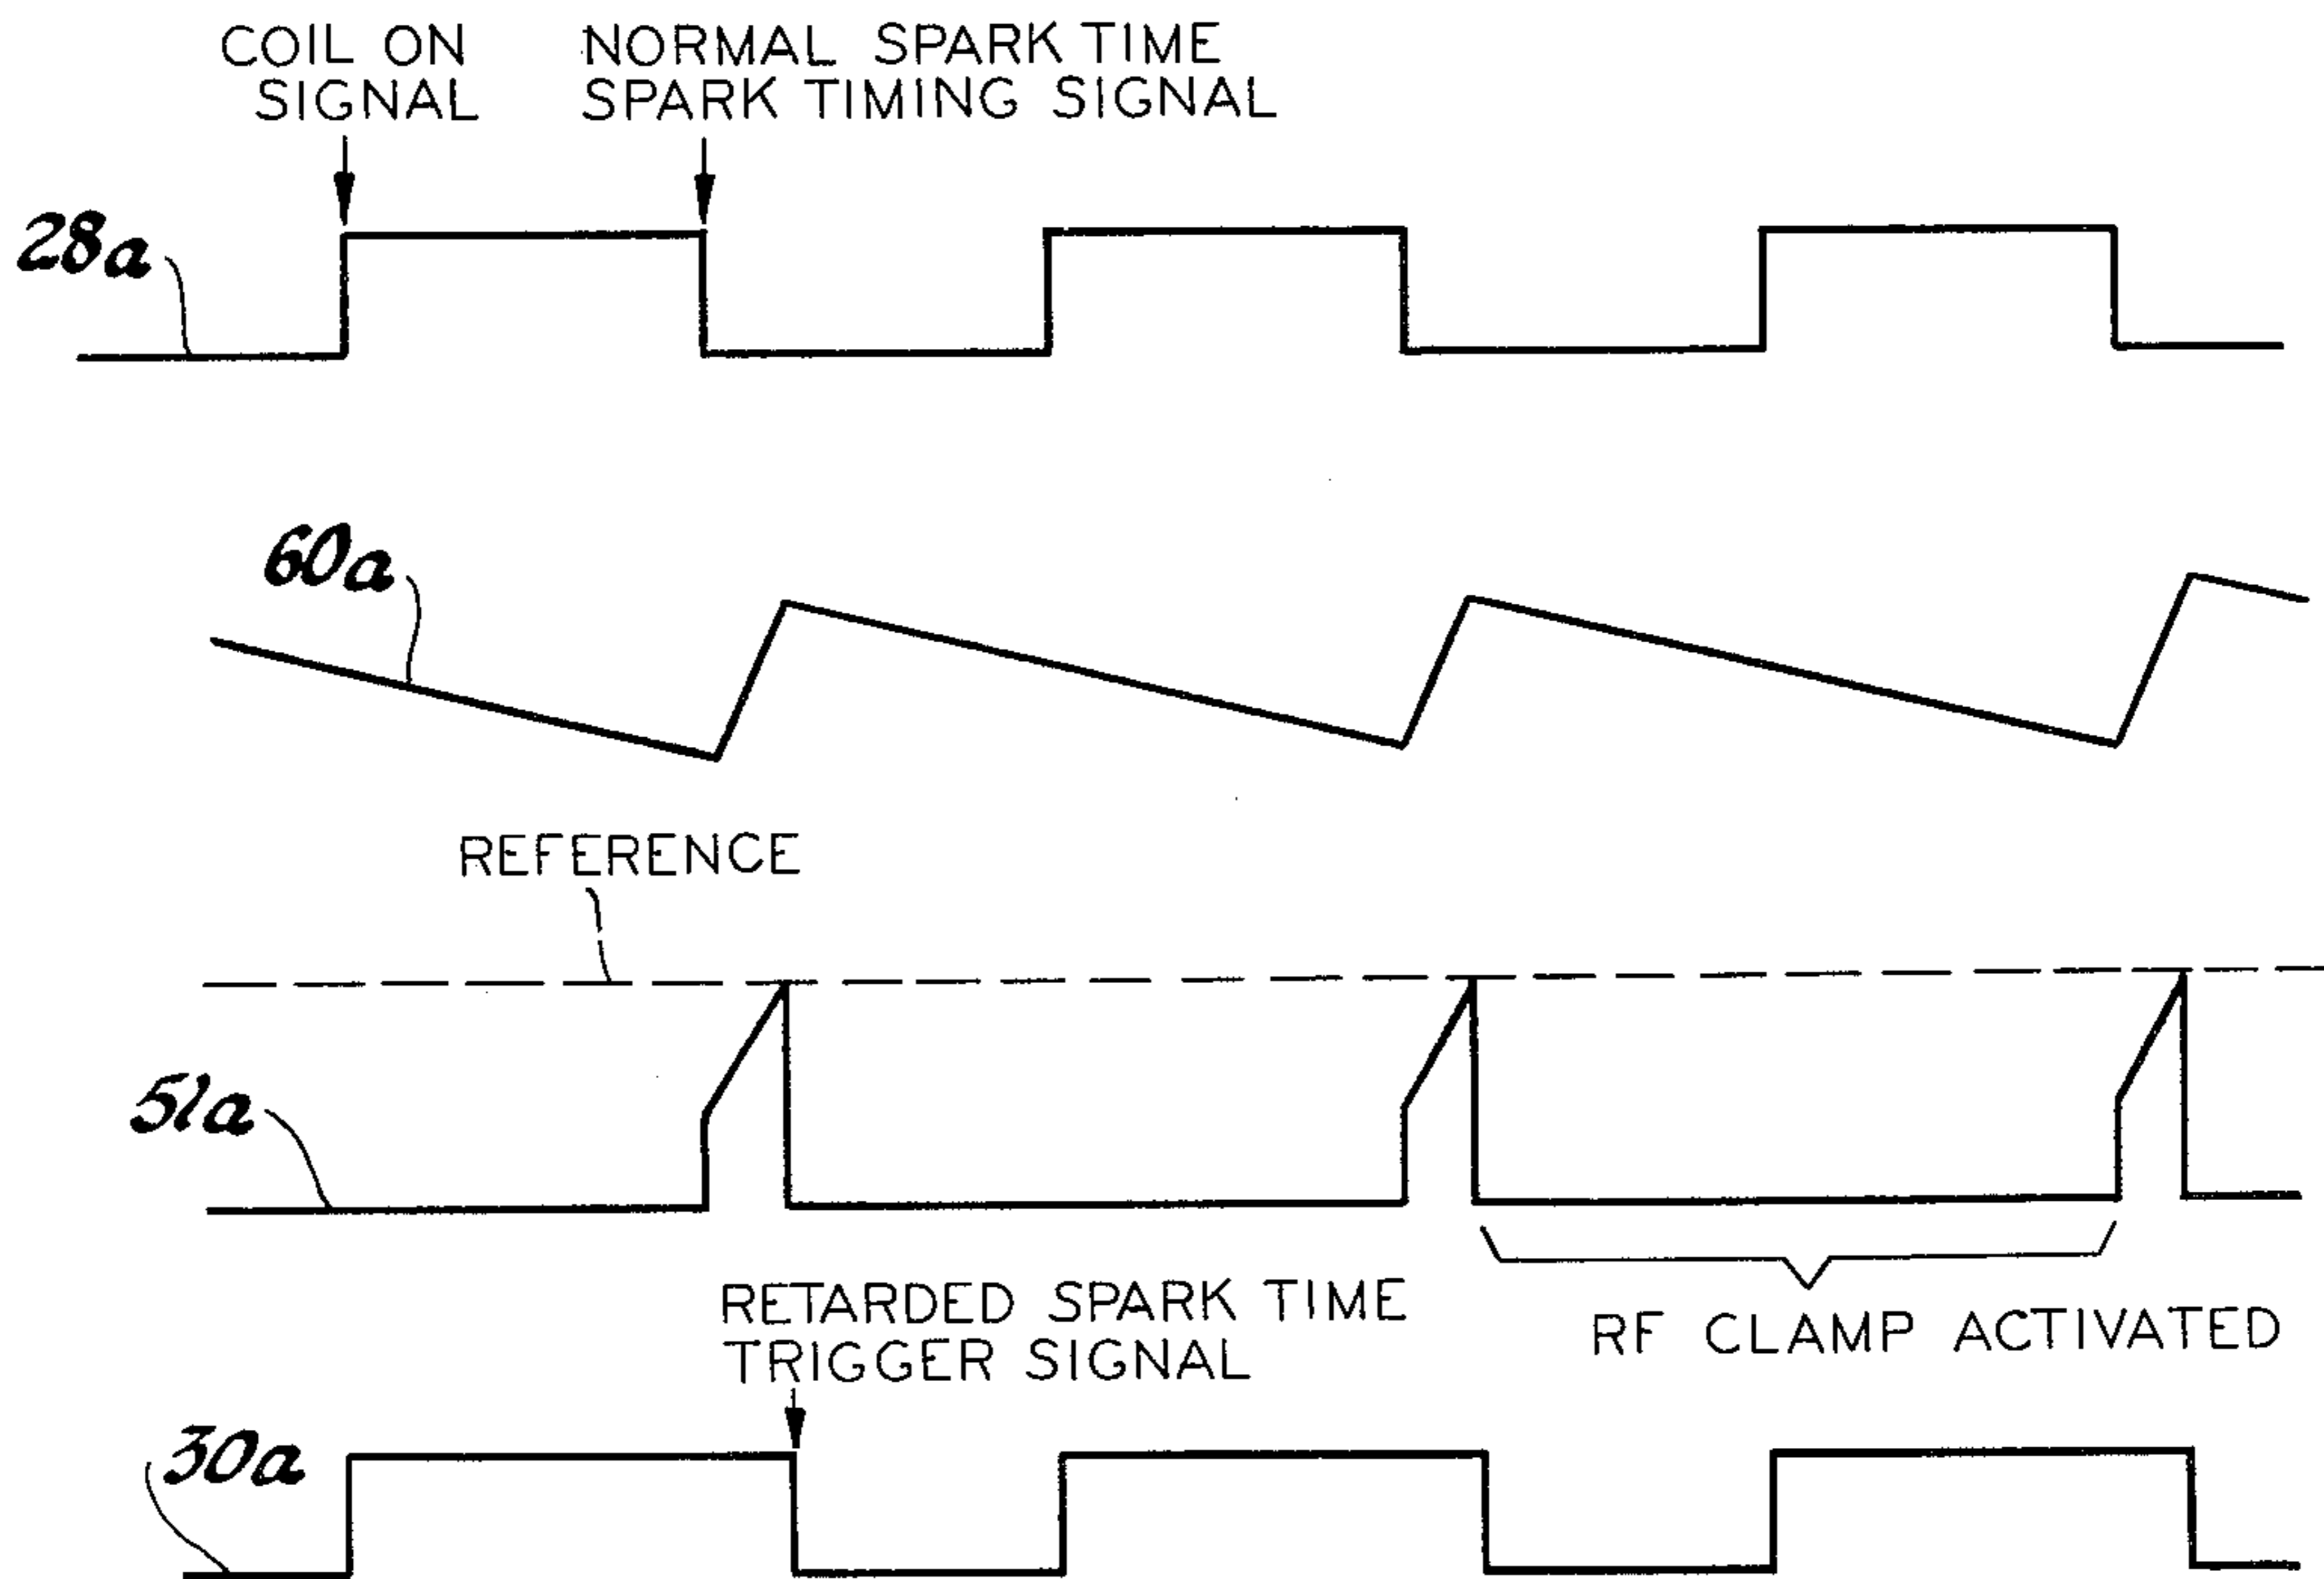 COIL ON
SIGNAL
NORMAL SPARK TIME
SPARK TIMING SIGNAL
28a
60a
REFERENCE
51a
RETARDED SPARK TIME
TRIGGER SIGNAL
RF CLAMP ACTIVATED
30a